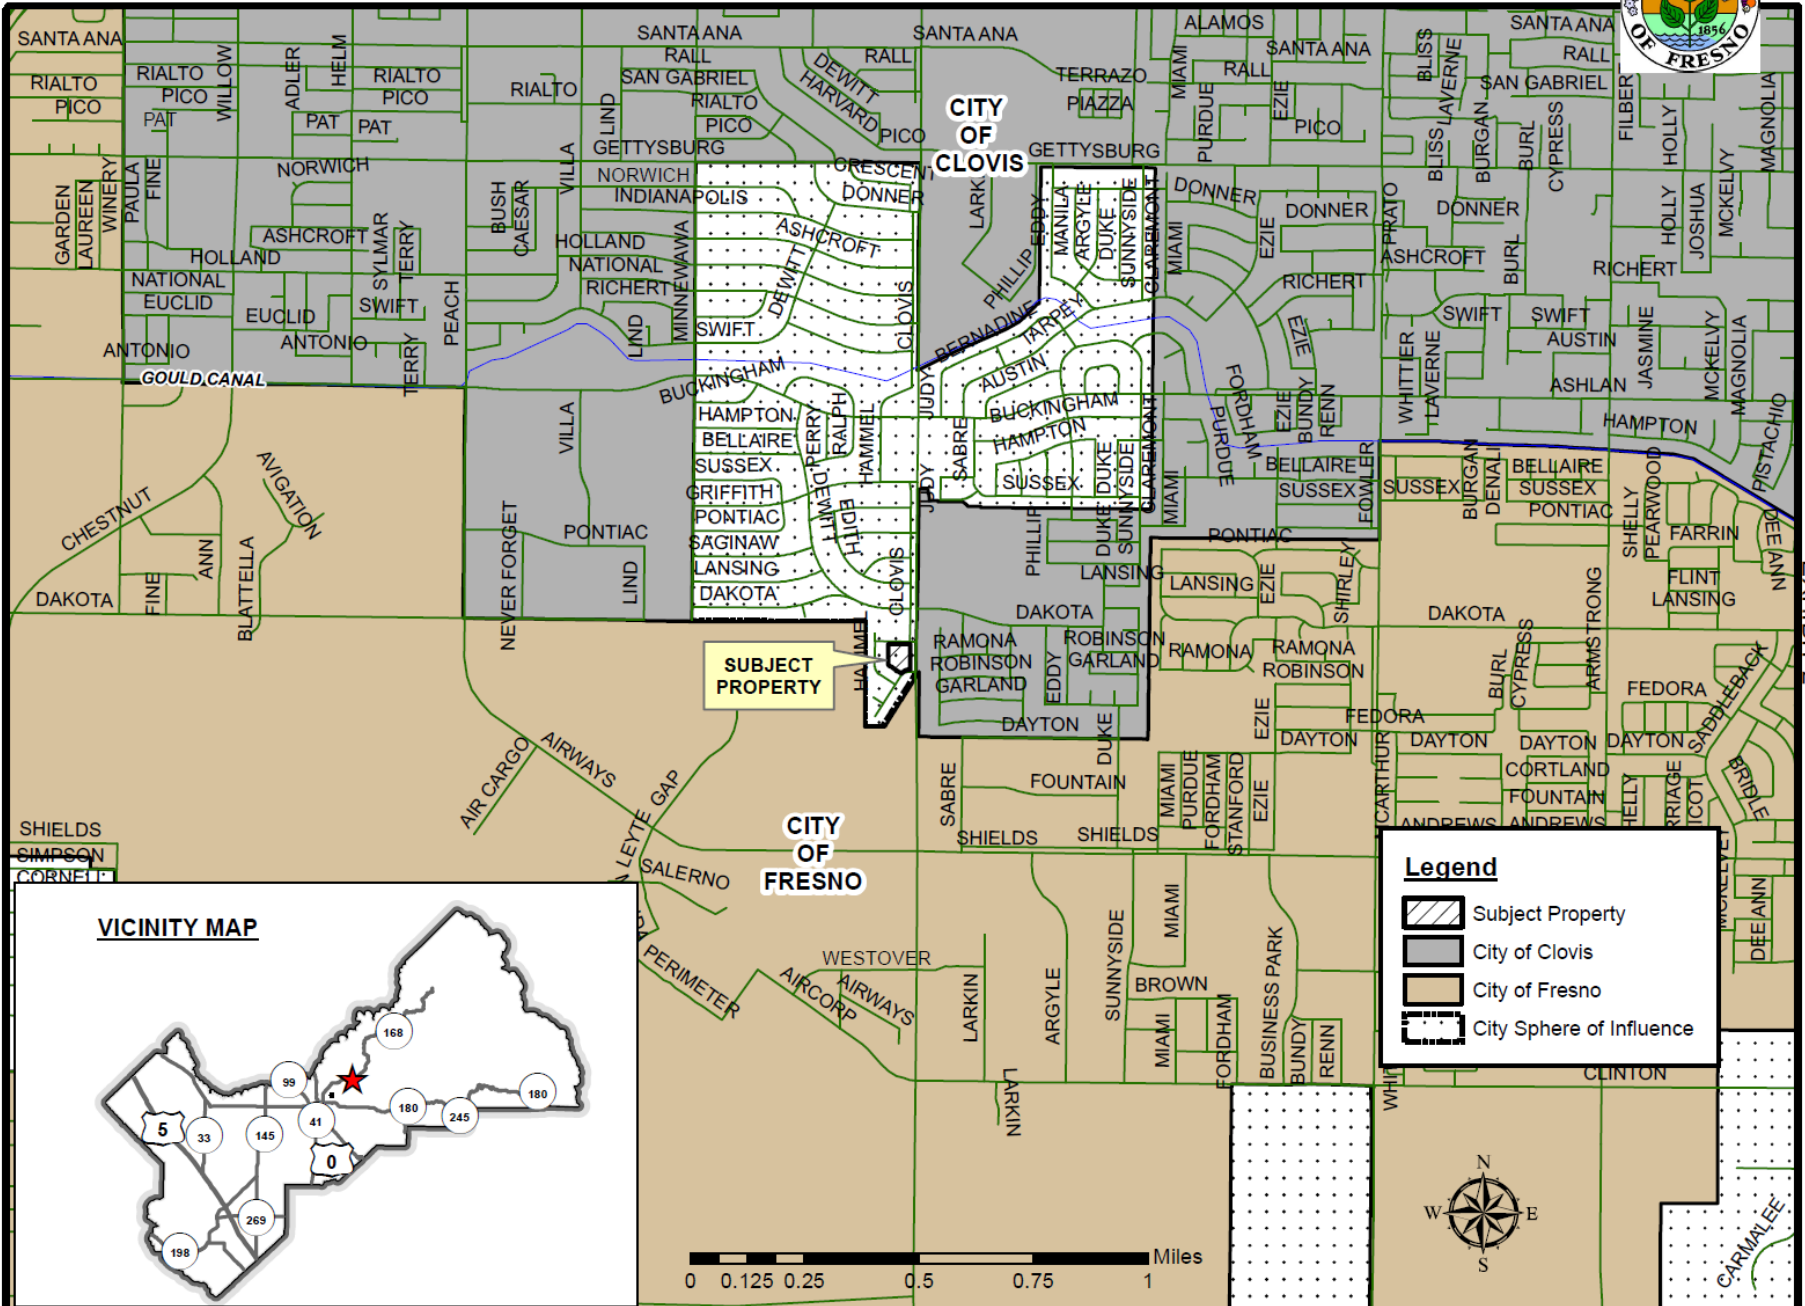 ALAMOS
SANTA ANA
SANTA ANA
SANTA ANA
SANTA ANA
SANTA ANA
1856
OF FRESNO
RIALTO
PICO
RIALTO
PICO
PAT
WILLOW
ADLER
HELM
RIALTO
PICO
PAT
PAT
RIALTO
LIND
RALL
SAN GABRIEL
RIALTO
PICO
DEWITT
HARVARD
RALL
PICO
CITY
OF
CLOVIS
TERRAZO
PIAZZA
MIAMI
PURDUE
RALL
EZIE
PICO
BLISS
LAVERNE
RALL
SAN GABRIEL
BLISS
BURGAN
BURL
CYPRESS
HOLLY
MAGNOLIA
GETTYSBURG
GETTYSBURG
GARDEN
LAUREEN
WINERY
PAULA
FINE
NORWICH
VILLA
NORWICH
INDIANAPOLIS
CRESCENT
DONNER
LARK
EDDY
PHILLIP
MANILA
ARGYLE
DUKE
SUNNYSIDE
CLAREMONT
DONNER
DONNER
PRATO
DONNER
HOLLY
JOSHUA
MCKELVY
BUSH
CAESAR
ASHCROFT
HOLLAND
SYLMAR
TERRY
HOLLAND
NATIONAL
RICHERT
MINNEWAWA
ASHCROFT
DEWITT
MIAMI
EZIE
ASHCROFT
BURL
RICHERT
RICHERT
NATIONAL
EUCLID
EUCLID
SWIFT
PEACH
ANTONIO
ANTONIO
TERRY
LIND
SWIFT
CLOVIS
BERNADINE
TARPEY
AUSTIN
EZIE
SWIFT
SWIFT
AUSTIN
JASMINE
MCKELVY
MAGNOLIA
GOULD CANAL
BUCKINGHAM
JUDY
BUCKINGHAM
HAMPTON
WHITTIER
LAVERNE
ASHLAN
HAMPTON
PISTACHIO
HAMPTON
BELLAIRE
SUSSEX
GRIFFITH
PONTIAC
SAGINAW
LANSING
DAKOTA
PERRY
RALPH
HAMMEL
DEWITT
EDITH
CLOVIS
JUDY
SABRE
SUSSEX
DUKE
SUNNYSIDE
CLAREMONT
MIAMI
PURDUE
FORDHAM
EZIE
BUNDY
RENN
BELLAIRE
SUSSEX
FOWLER
SUSSEX
BURGAN
DENALI
BELLAIRE
SUSSEX
PONTIAC
SHELLY
PEARWOOD
FARRIN
DEE ANN
CHESTNUT
AVIGATION
VILLA
NEVER FORGET
PONTIAC
LIND
PHILLIP
DUKE
SUNNYSIDE
LANSING
PONTIAC
LANSING
EZIE
SHIRLEY
FLINT
LANSING
DAKOTA
FINE
ANN
BLATTELLA
DAKOTA
DAKOTA
ARMSTRONG
SUBJECT
PROPERTY
RAMONA
ROBINSON
GARLAND
EDDY
ROBINSON
GARLAND
DAYTON
DUKE
RAMONA
RAMONA
ROBINSON
BURL
CYPRESS
FEDORA
SADDLEBACK
EZIE
FEDORA
DAYTON
DAYTON
DAYTON
DAYTON
CORTLAND
FOUNTAIN
ANDREWS
ANDREWS
BRIDLE
AIR CARGO
AIRWAYS
N LEYTE GAP
SABRE
FOUNTAIN
MIAMI
PURDUE
FORDHAM
STANFORD
EZIE
SHIELDS
SIMPSON
CORNELL
CITY
OF
FRESNO
SHIELDS
SHIELDS
SALERNO
PERIMETER
WESTOVER
AIRCORP
AIRWAYS
LARKIN
ARGYLE
SUNNYSIDE
MIAMI
BROWN
MIAMI
FORDHAM
BUSINESS PARK
BUNDY
RENN
LARKIN
DEE ANN
CLINTON
CARMALEE
Legend
Subject Property
City of Clovis
City of Fresno
City Sphere of Influence
VICINITY MAP
168
99
180
180
245
5
33
145
41
0
269
198
N
W
E
S
Miles
0
0.125
0.25
0.5
0.75
1